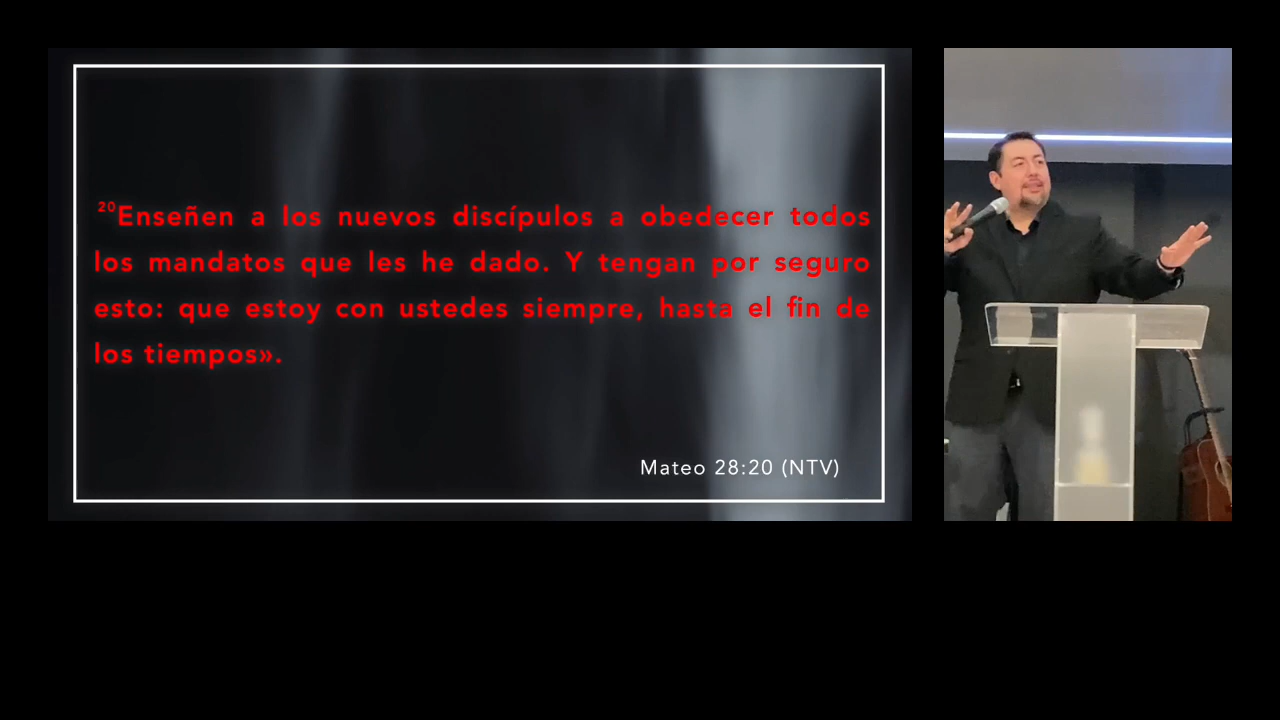 ²⁰Enseñen a los nuevos discípulos a obedecer todos
los mandatos que les he dado. Y tengan por seguro
esto: que estoy con ustedes siempre, hasta el fin de
los tiempos».
Mateo 28:20 (NTV)